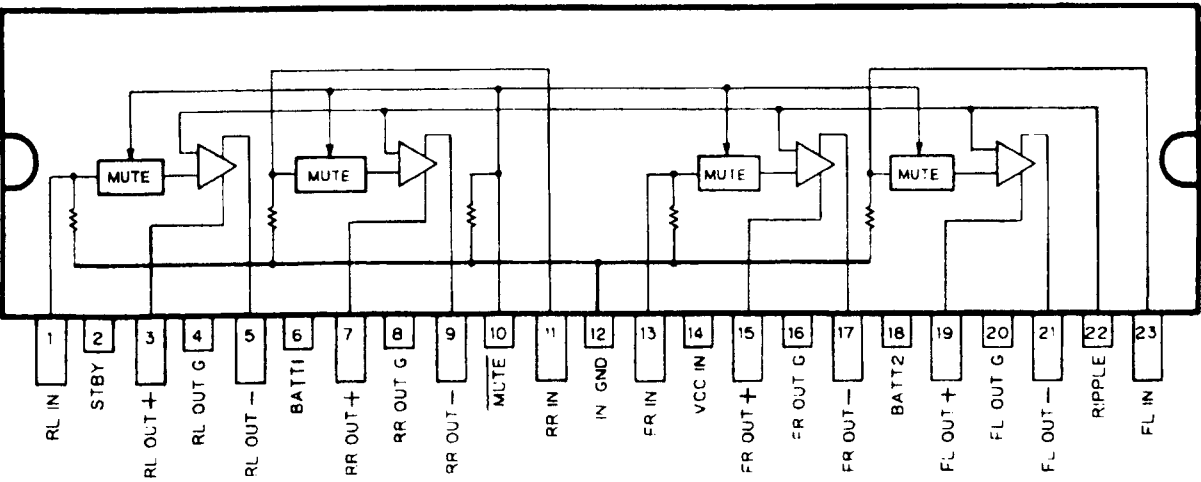 MUTE
MUTE
MUTE
MUTE
1
2
3
4
5
6
7
8
9
10
11
12
13
14
15
16
17
18
19
20
21
22
23
RL IN
STBY
RL OUT+
RL OUT G
RL OUT−
BATT1
RR OUT+
RR OUT G
RR OUT−
MUTE
RR IN
IN GND
FR IN
VCC IN
FR OUT+
FR OUT G
FR OUT−
BATT2
FL OUT+
FL OUT G
FL OUT−
RIPPLE
FL IN